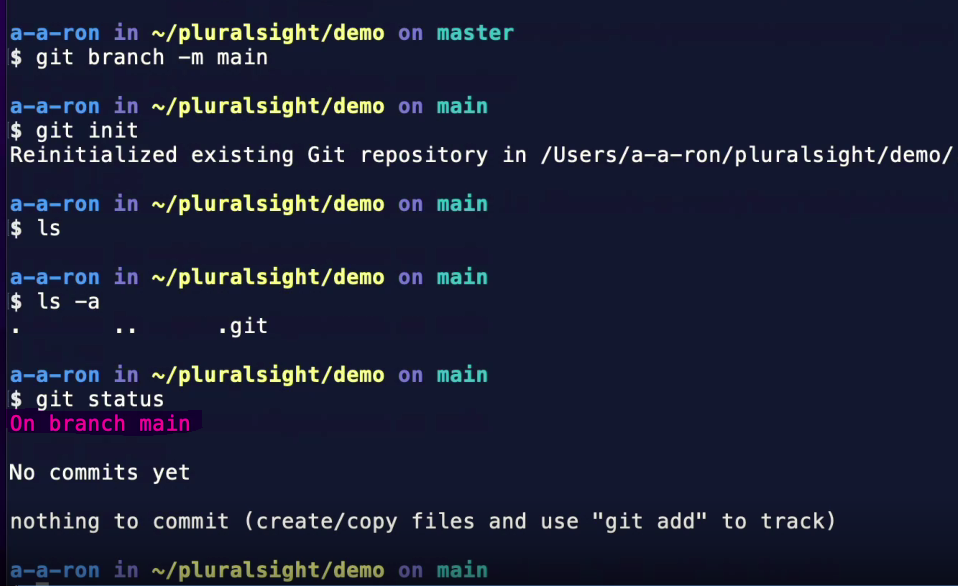 a-a-ron in ~/pluralsight/demo on master
$ git branch -m main
a-a-ron in ~/pluralsight/demo on main
$ git init
Reinitialized existing Git repository in /Users/a-a-ron/pluralsight/demo/
a-a-ron in ~/pluralsight/demo on main
$ ls
a-a-ron in ~/pluralsight/demo on main
$ ls -a
. .. .git
a-a-ron in ~/pluralsight/demo on main
$ git status
On branch main
No commits yet
nothing to commit (create/copy files and use "git add" to track)
a-a-ron in ~/pluralsight/demo on main